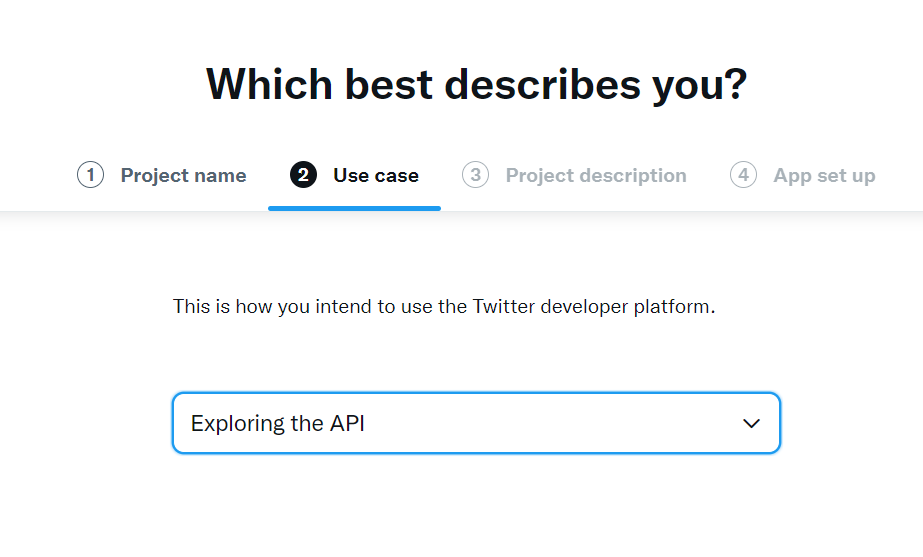 Which best describes you?
1 Project name 2 Use case 3 Project description 4 App set up
This is how you intend to use the Twitter developer platform.
Exploring the API